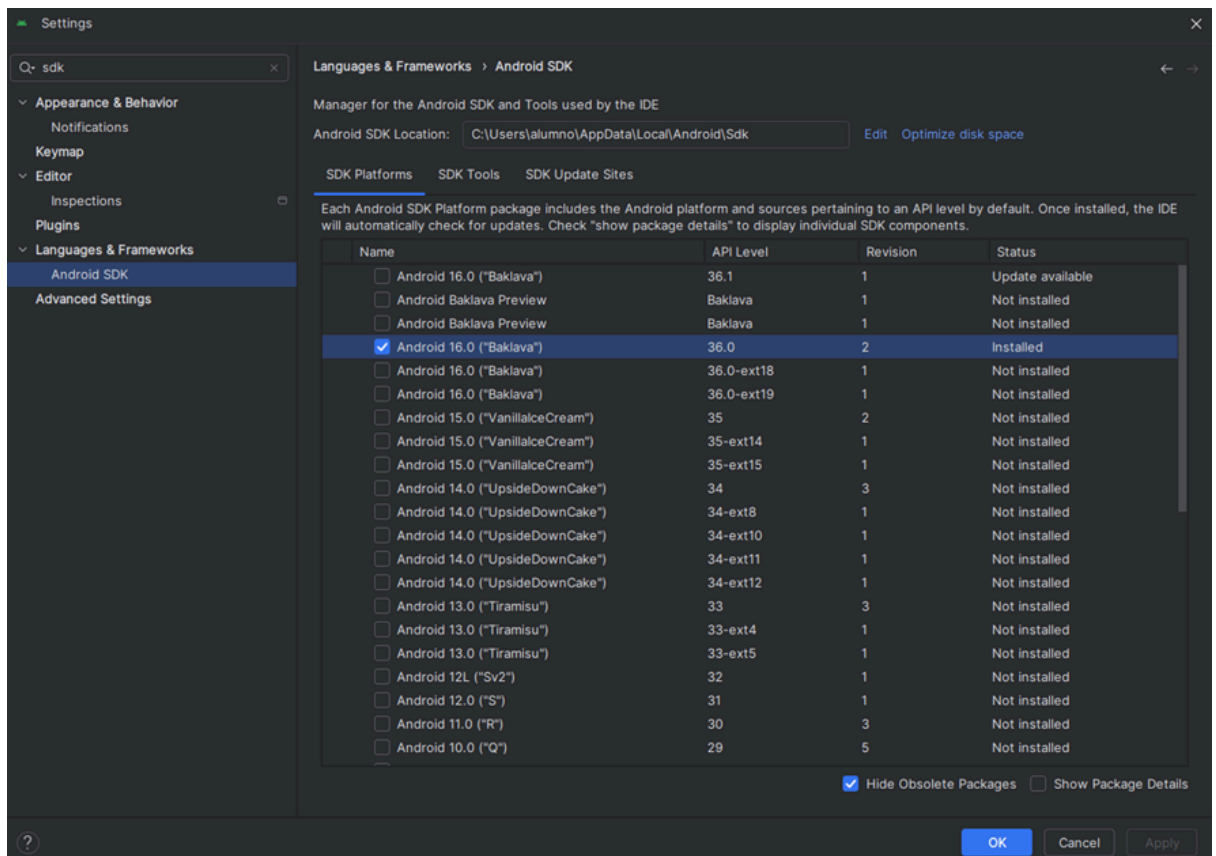 Settings
sdk
Appearance & Behavior
Notifications
Keymap
Editor
Inspections
Plugins
Languages & Frameworks
Android SDK
Advanced Settings
Languages & Frameworks › Android SDK
Manager for the Android SDK and Tools used by the IDE
Android SDK Location: C:\Users\alumno\AppData\Local\Android\Sdk Edit Optimize disk space
SDK Platforms SDK Tools SDK Update Sites
Each Android SDK Platform package includes the Android platform and sources pertaining to an API level by default. Once installed, the IDE
will automatically check for updates. Check "show package details" to display individual SDK components.
Name API Level Revision Status
Android 16.0 ("Baklava") 36.1 1 Update available
Android Baklava Preview Baklava 1 Not installed
Android Baklava Preview Baklava 1 Not installed
Android 16.0 ("Baklava") 36.0 2 Installed
Android 16.0 ("Baklava") 36.0-ext18 1 Not installed
Android 16.0 ("Baklava") 36.0-ext19 1 Not installed
Android 15.0 ("VanillaIceCream") 35 2 Not installed
Android 15.0 ("VanillaIceCream") 35-ext14 1 Not installed
Android 15.0 ("VanillaIceCream") 35-ext15 1 Not installed
Android 14.0 ("UpsideDownCake") 34 3 Not installed
Android 14.0 ("UpsideDownCake") 34-ext8 1 Not installed
Android 14.0 ("UpsideDownCake") 34-ext10 1 Not installed
Android 14.0 ("UpsideDownCake") 34-ext11 1 Not installed
Android 14.0 ("UpsideDownCake") 34-ext12 1 Not installed
Android 13.0 ("Tiramisu") 33 3 Not installed
Android 13.0 ("Tiramisu") 33-ext4 1 Not installed
Android 13.0 ("Tiramisu") 33-ext5 1 Not installed
Android 12L ("Sv2") 32 1 Not installed
Android 12.0 ("S") 31 1 Not installed
Android 11.0 ("R") 30 3 Not installed
Android 10.0 ("Q") 29 5 Not installed
Hide Obsolete Packages Show Package Details
? OK Cancel Apply